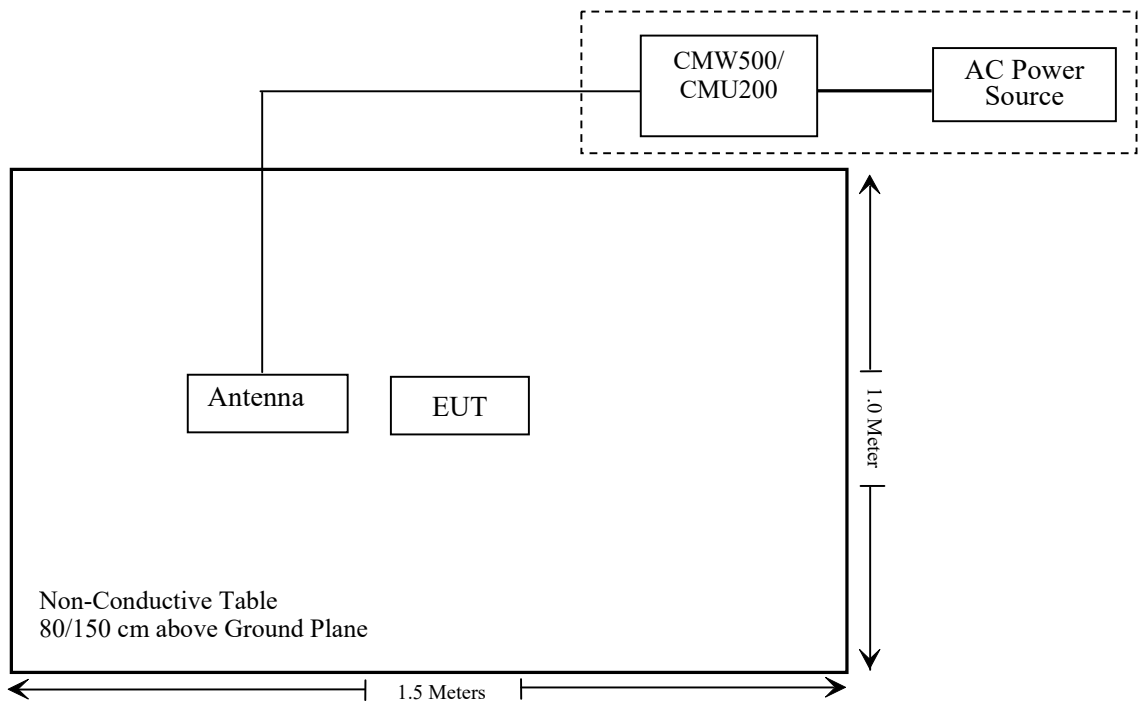 CMW500/
CMU200
AC Power
Source
Antenna
EUT
1.0 Meter
Non-Conductive Table
80/150 cm above Ground Plane
1.5 Meters